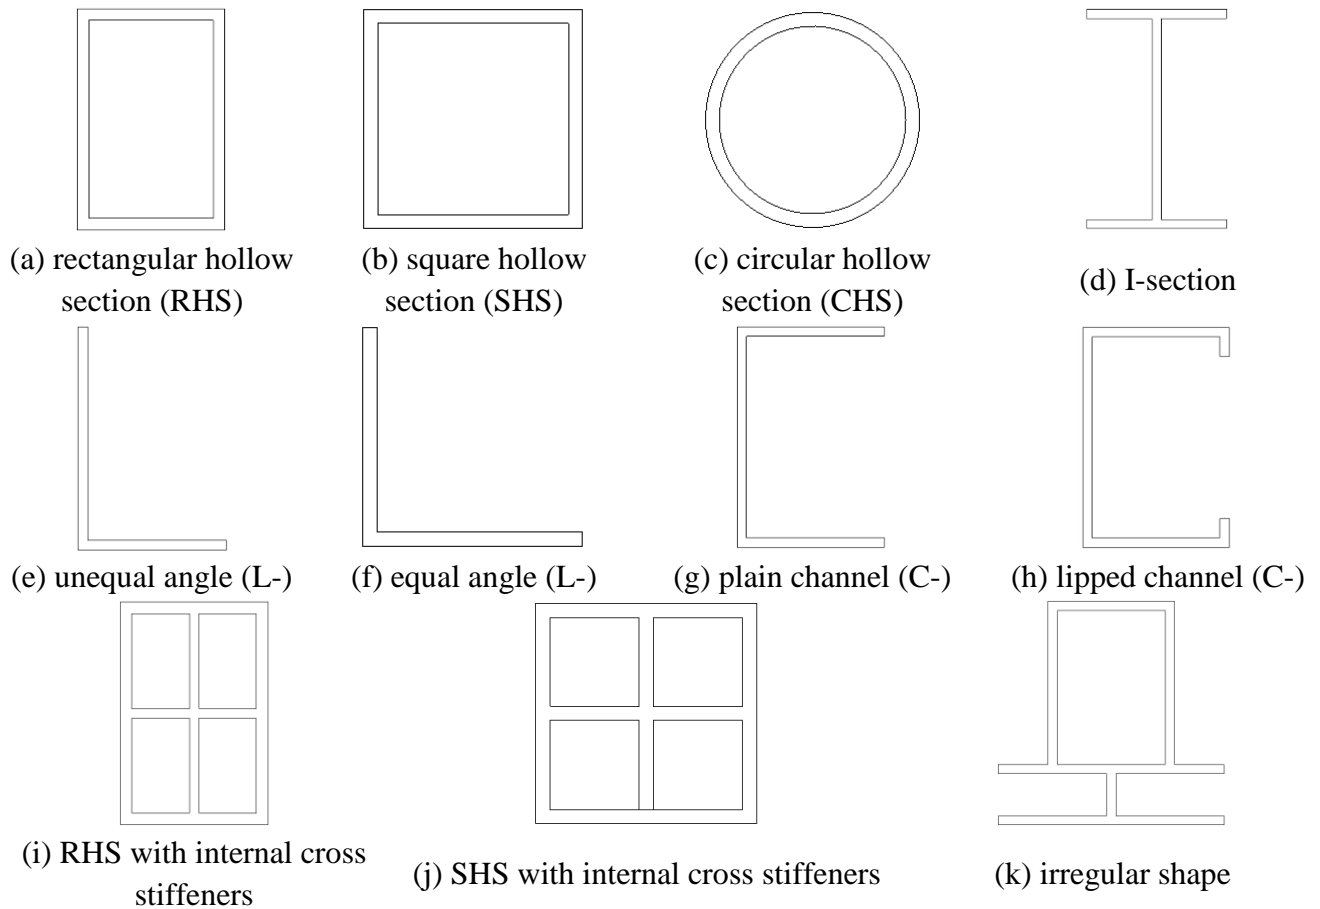 (a) rectangular hollow
section (RHS)
(b) square hollow
section (SHS)
(c) circular hollow
section (CHS)
(d) I-section
(e) unequal angle (L-)
(f) equal angle (L-)
(g) plain channel (C-)
(h) lipped channel (C-)
(i) RHS with internal cross
stiffeners
(j) SHS with internal cross stiffeners
(k) irregular shape